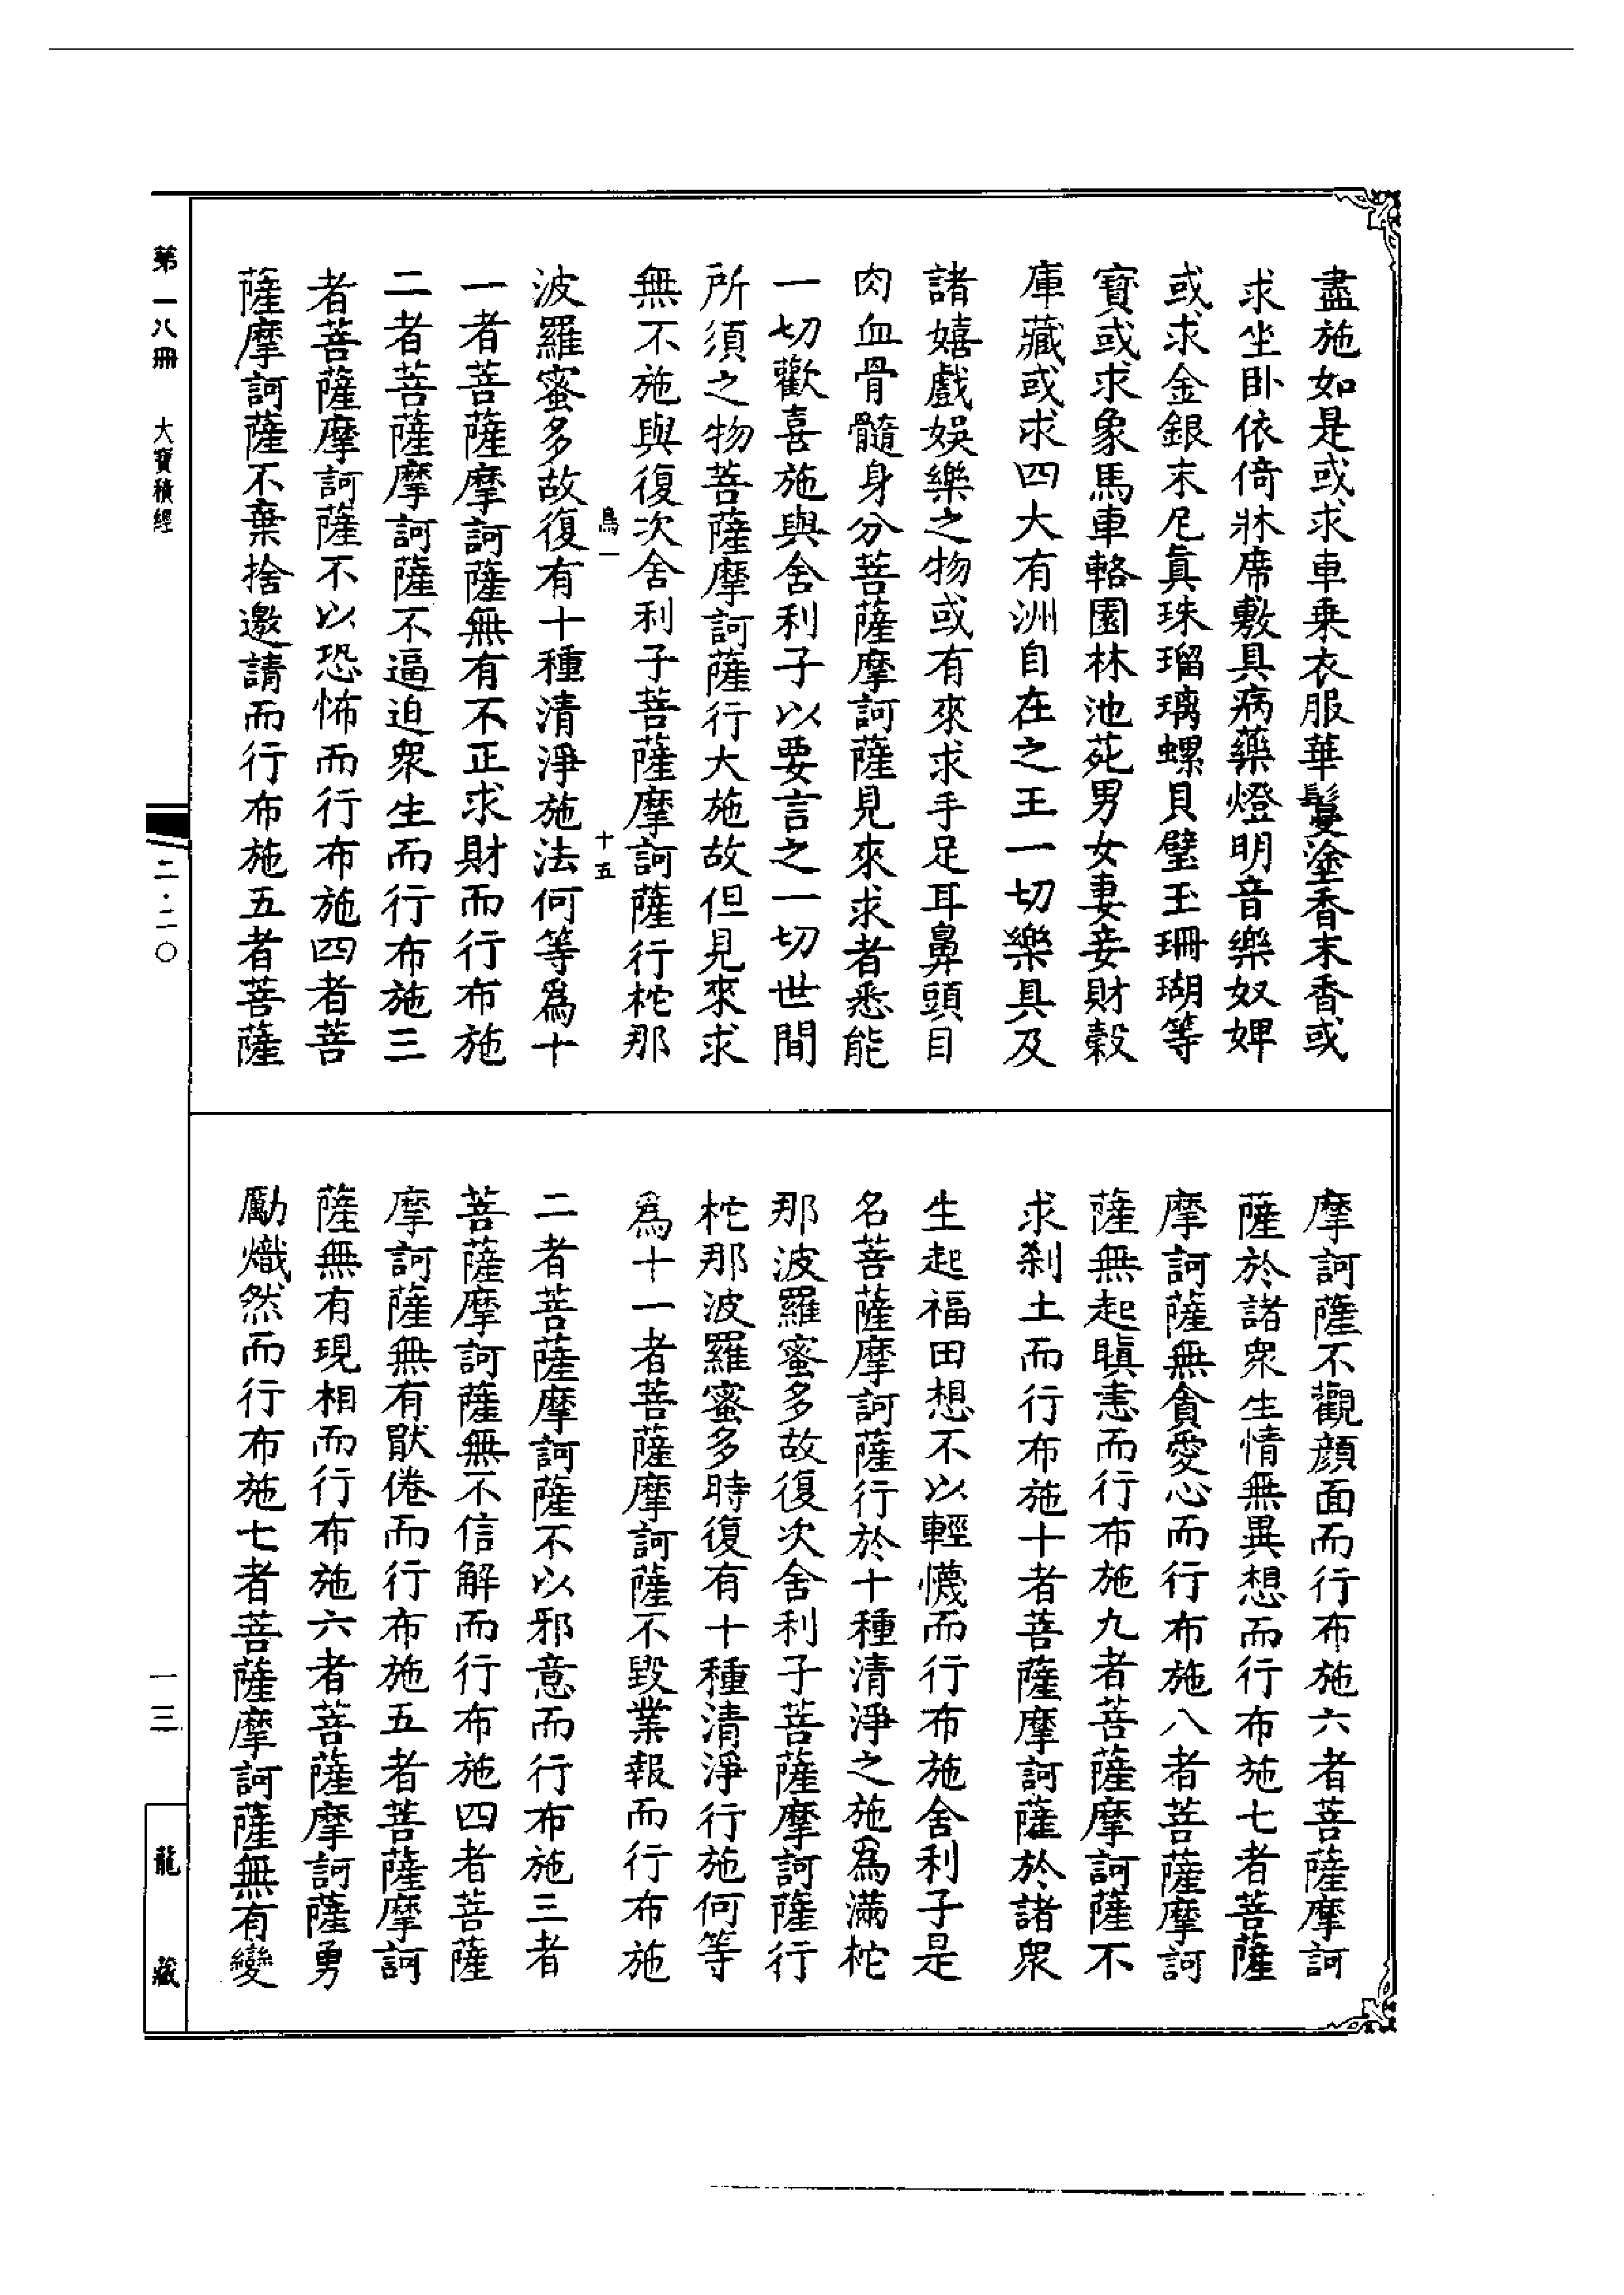 盡施如是或求車乗衣服華鬘塗香末香或
求坐卧依倚牀席敷具病藥燈明音樂奴婢
或求金銀末尼真珠瑠璃螺貝璧玉珊瑚等
寶或求象馬車輅園林池苑男女妻妾財穀
庫藏或求四大有洲自在之王一切樂具及
諸嬉戲娛樂之物或有來求手足耳鼻頭目
肉血骨髓身分菩薩摩訶薩見來求者悉能
一切歡喜施與舍利子以要言之一切世間
所須之物菩薩摩訶薩行大施故但見來求
無不施與復次舍利子菩薩摩訶薩行柁那
鳥一 十五
波羅蜜多故復有十種清淨施法何等爲十
一者菩薩摩訶薩無有不正求財而行布施
二者菩薩摩訶薩不逼迫衆生而行布施三
者菩薩摩訶薩不以恐怖而行布施四者菩
薩摩訶薩不棄捨邀請而行布施五者菩薩
摩訶薩不觀顔面而行布施六者菩薩摩訶
薩於諸衆生情無異想而行布施七者菩薩
摩訶薩無貪愛心而行布施八者菩薩摩訶
薩無起瞋恚而行布施九者菩薩摩訶薩不
求刹土而行布施十者菩薩摩訶薩於諸衆
生起福田想不以輕懱而行布施舍利子是
名菩薩摩訶薩行於十種清淨之施爲滿柁
那波羅蜜多故復次舍利子菩薩摩訶薩行
柁那波羅蜜多時復有十種清淨行施何等
爲十一者菩薩摩訶薩不毀業報而行布施
二者菩薩摩訶薩不以邪意而行布施三者
菩薩摩訶薩無不信解而行布施四者菩薩
摩訶薩無有猒倦而行布施五者菩薩摩訶
薩無有現相而行布施六者菩薩摩訶薩勇
勵熾然而行布施七者菩薩摩訶薩無有變
第一八冊 大寶積經
二·二〇
一三
龍藏